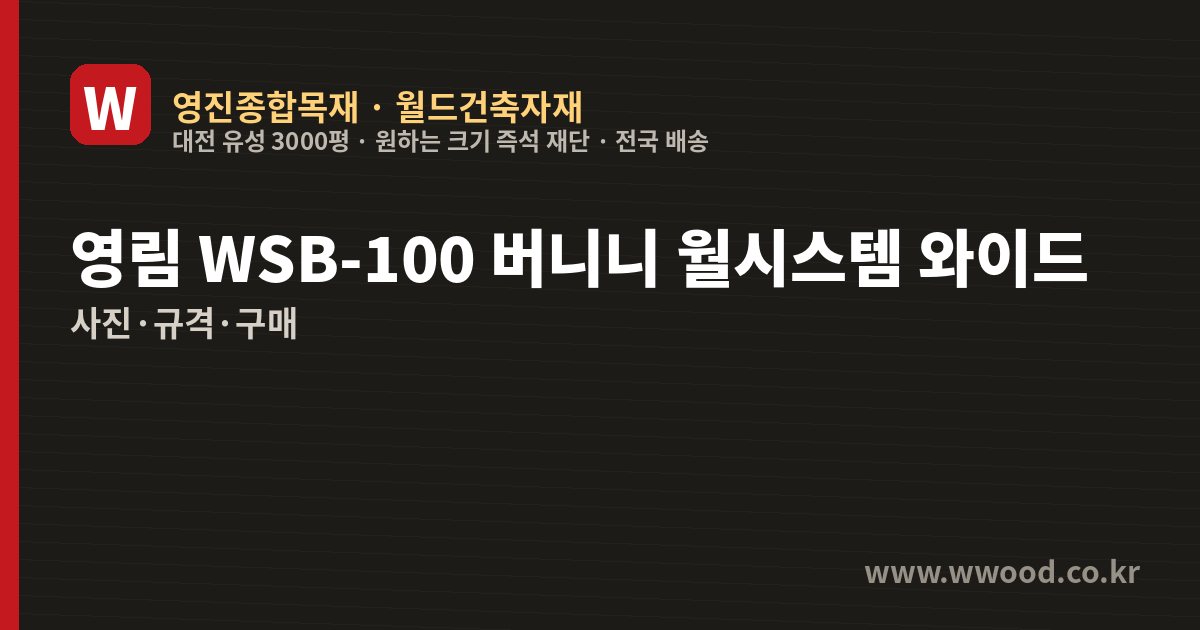 W
영진종합목재 · 월드건축자재
대전 유성 3000평 · 원하는 크기 즉석 재단 · 전국 배송
영림 WSB-100 버니니 월시스템 와이드
사진·규격·구매
www.wwood.co.kr